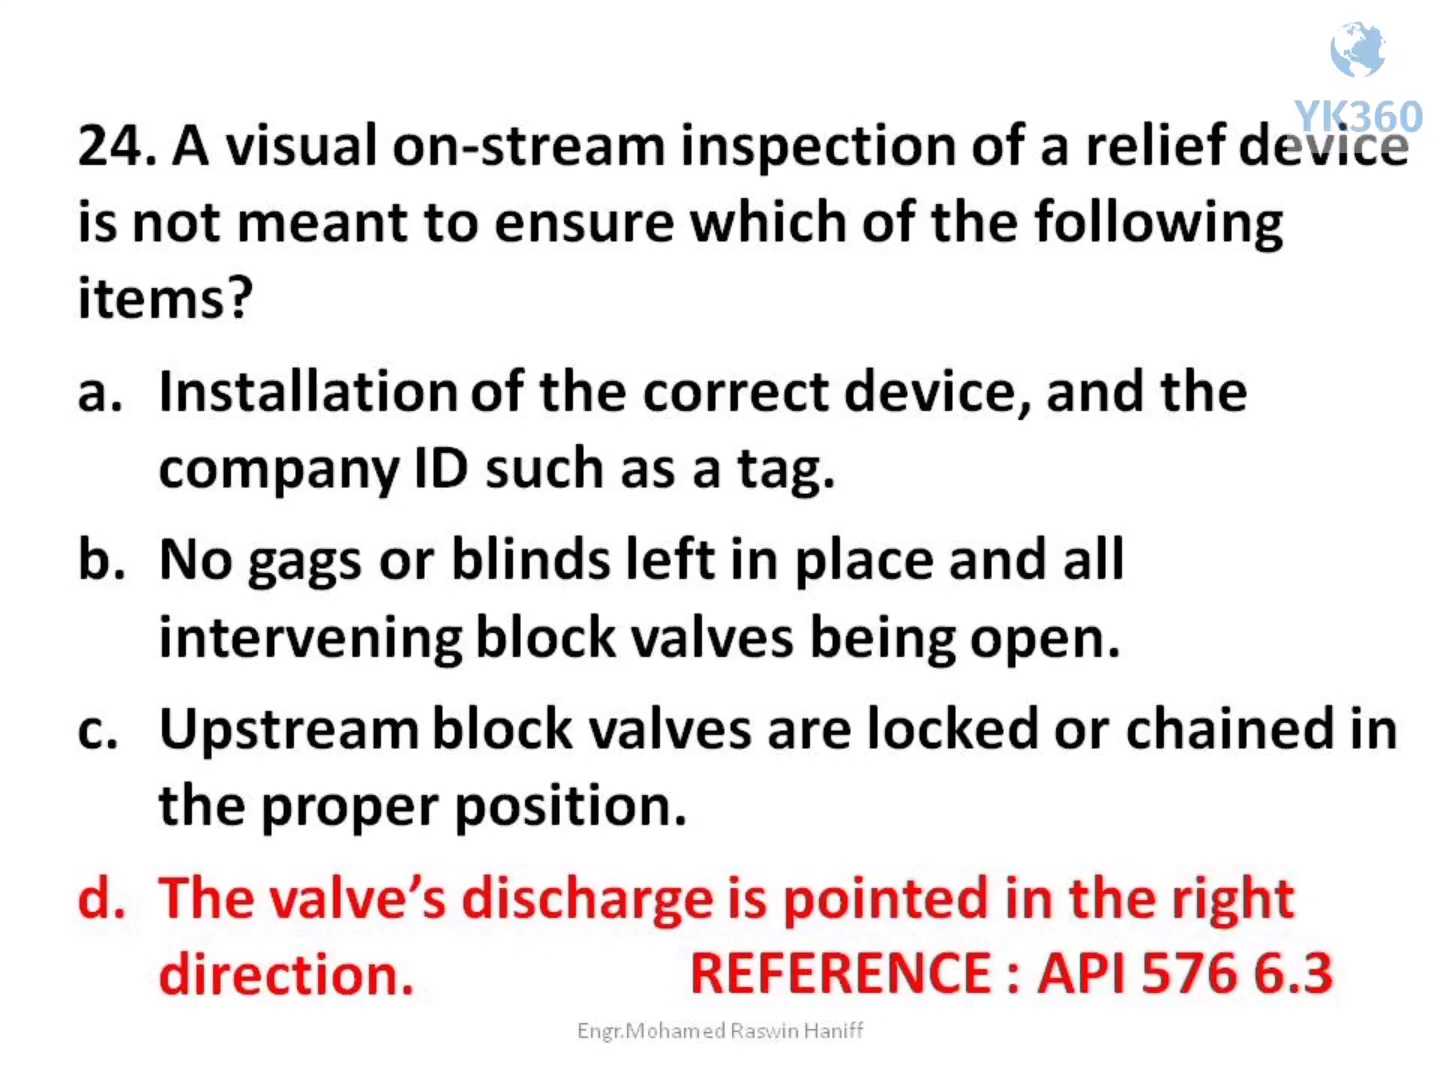 YK360
24. A visual on-stream inspection of a relief device
is not meant to ensure which of the following
items?
a. Installation of the correct device, and the
company ID such as a tag.
b. No gags or blinds left in place and all
intervening block valves being open.
c. Upstream block valves are locked or chained in
the proper position.
d. The valve’s discharge is pointed in the right
direction. REFERENCE : API 576 6.3
Engr.Mohamed Raswin Haniff